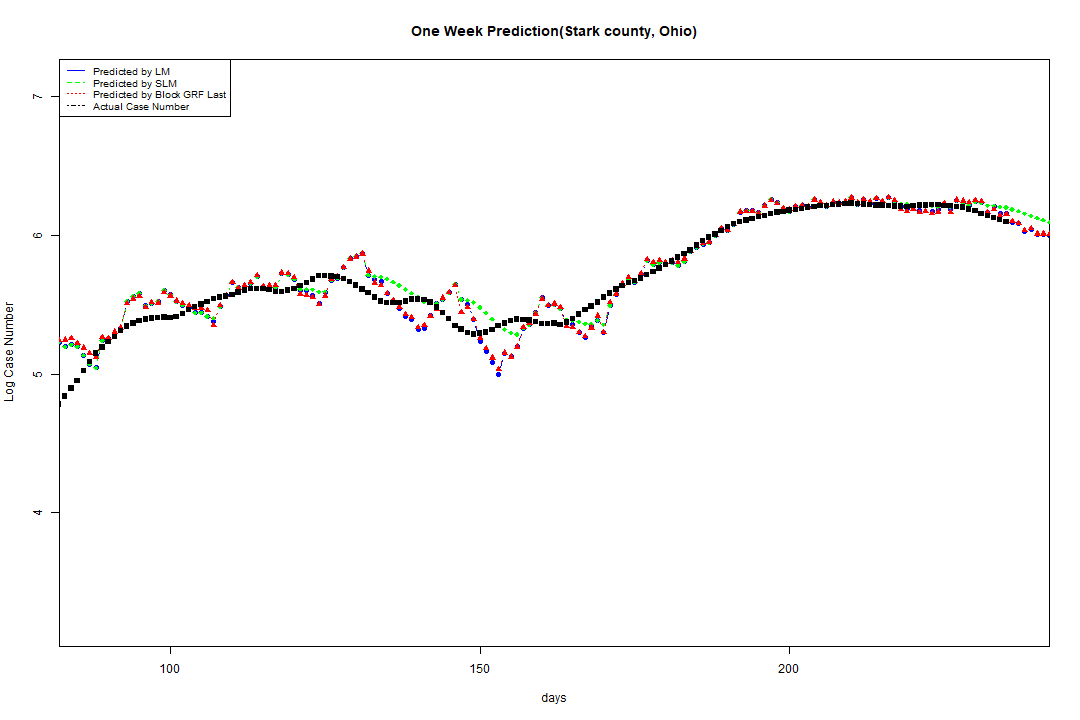 One Week Prediction(Stark county, Ohio)
Predicted by LM
Predicted by SLM
Predicted by Block GRF Last
Actual Case Number
7
6
5
4
Log Case Number
100 150 200
days